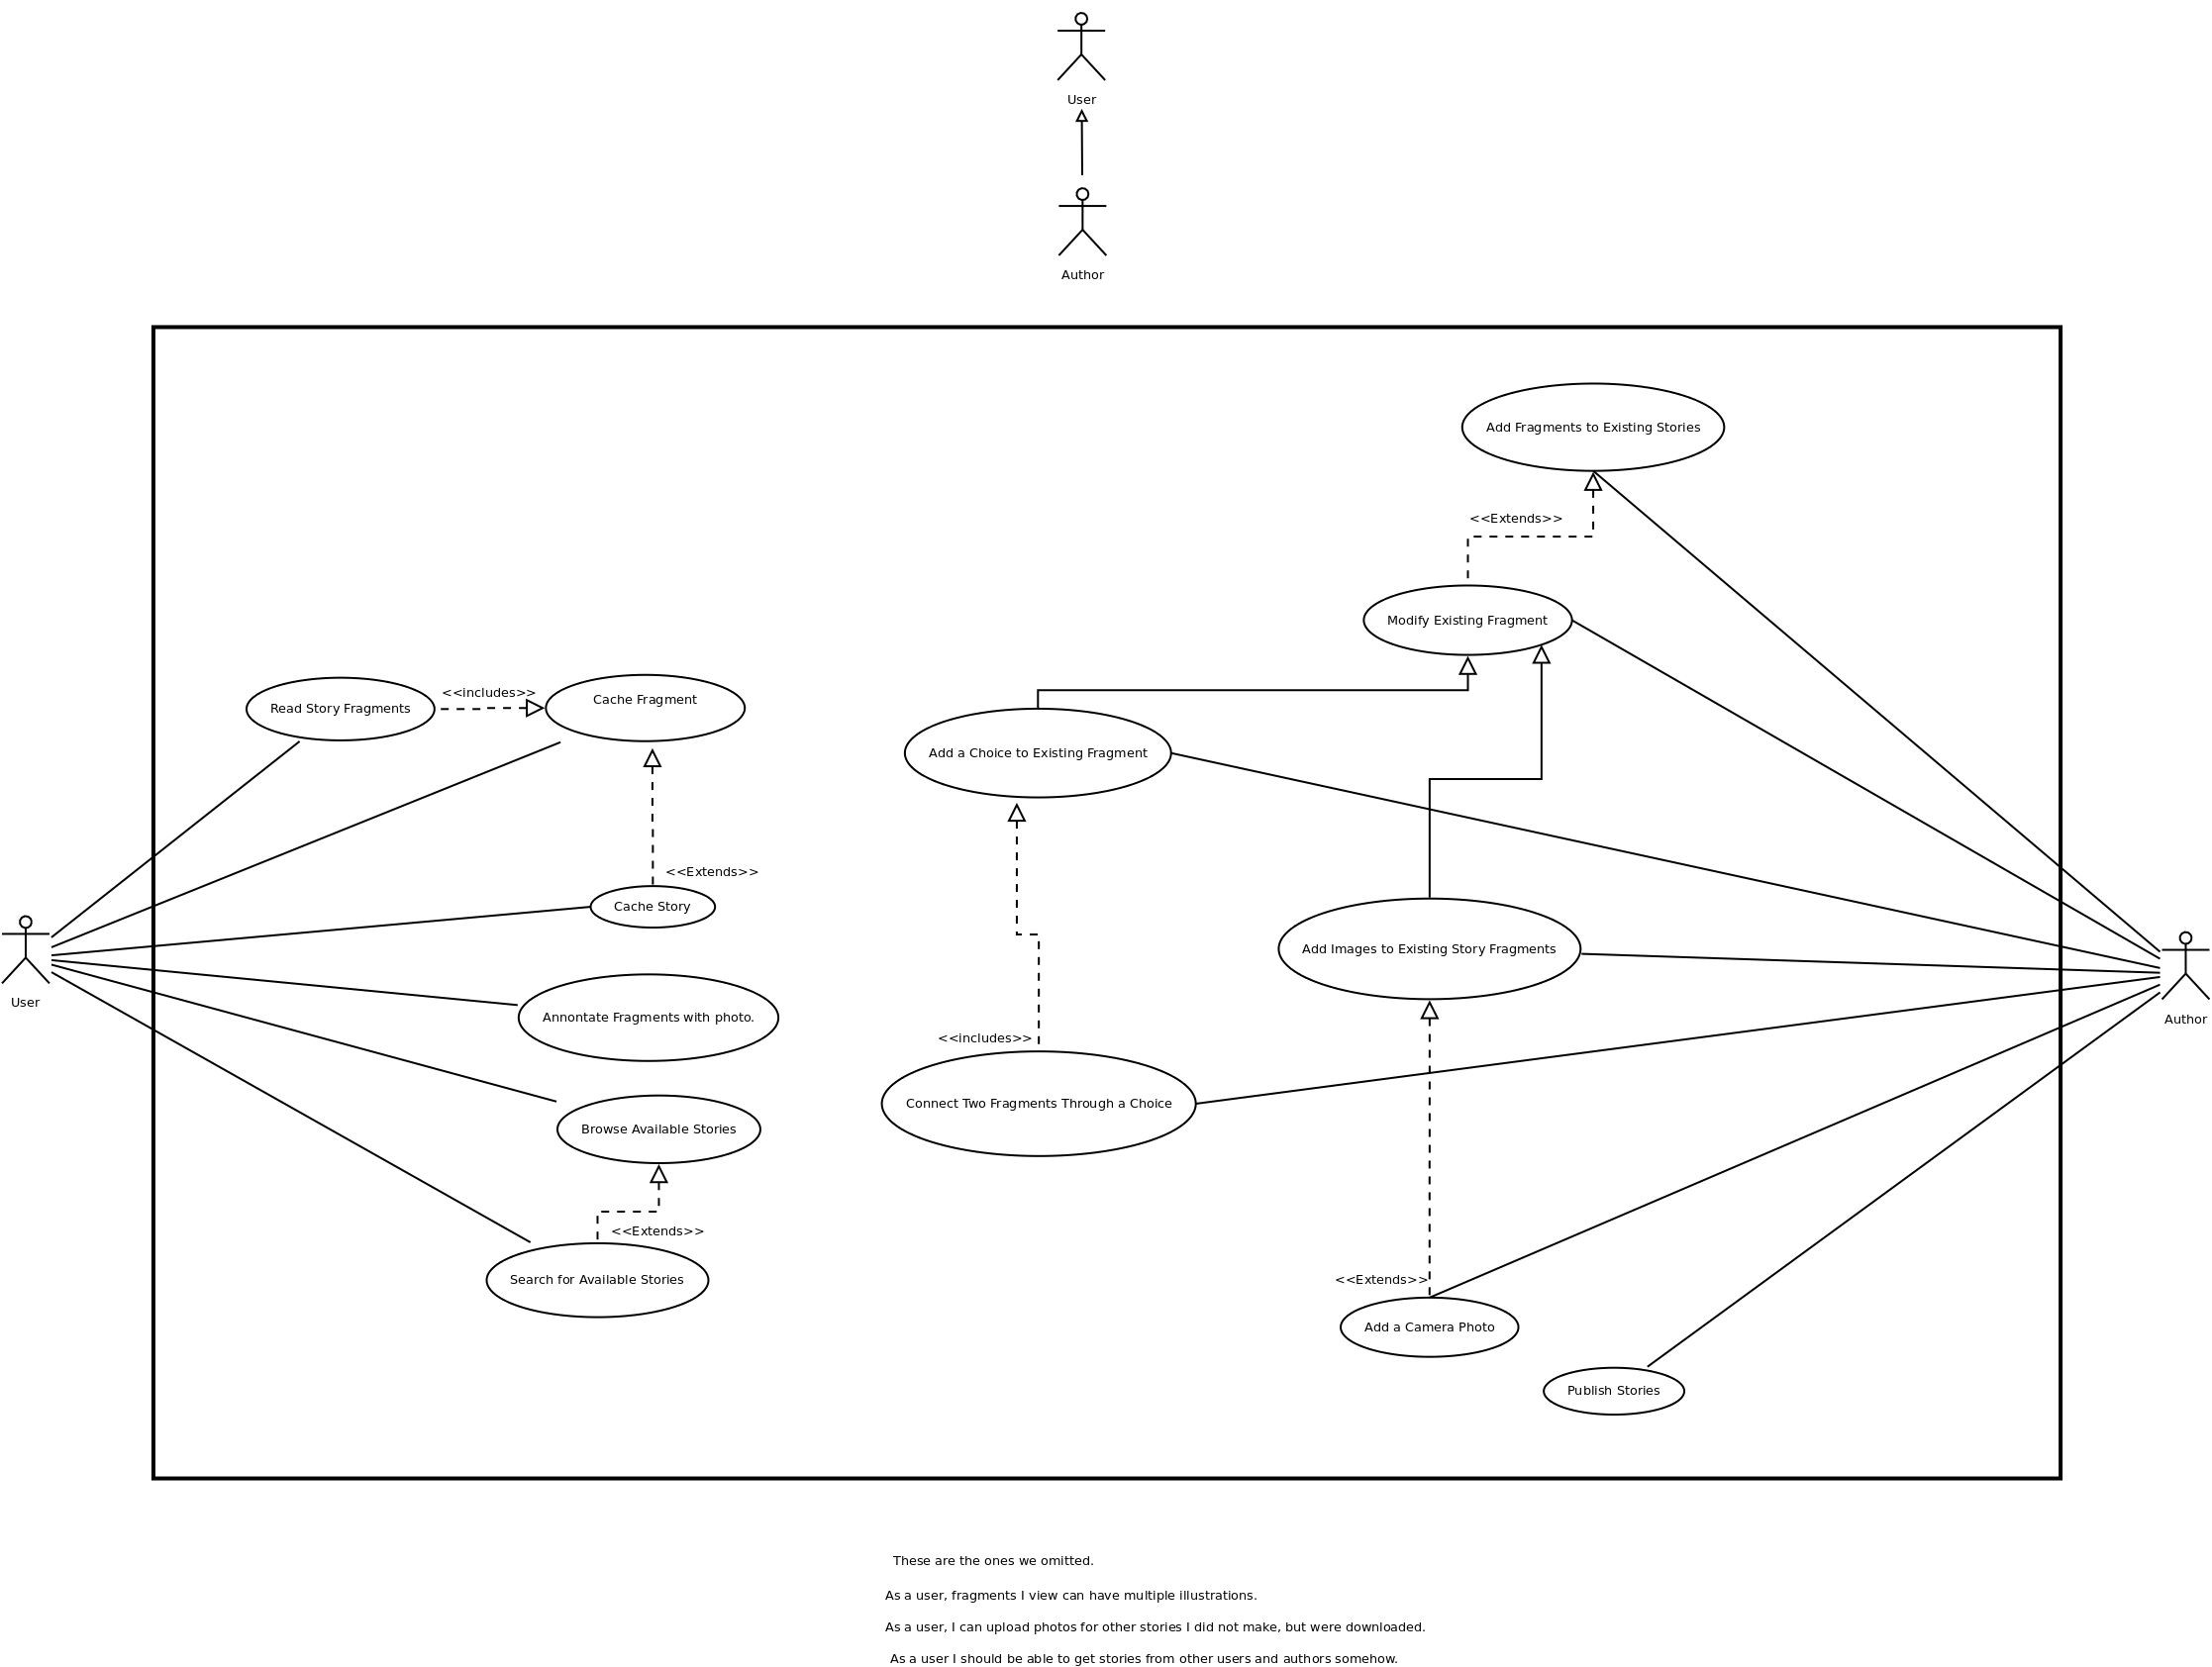 User
Author
Add Fragments to Existing Stories
<<Extends>>
Modify Existing Fragment
<<includes>>
Cache Fragment
Read Story Fragments
Add a Choice to Existing Fragment
<<Extends>>
Cache Story
Add Images to Existing Story Fragments
User
Author
Annontate Fragments with photo.
<<includes>>
Connect Two Fragments Through a Choice
Browse Available Stories
<<Extends>>
Search for Available Stories
<<Extends>>
Add a Camera Photo
Publish Stories
These are the ones we omitted.
As a user, fragments I view can have multiple illustrations.
As a user, I can upload photos for other stories I did not make, but were downloaded.
As a user I should be able to get stories from other users and authors somehow.